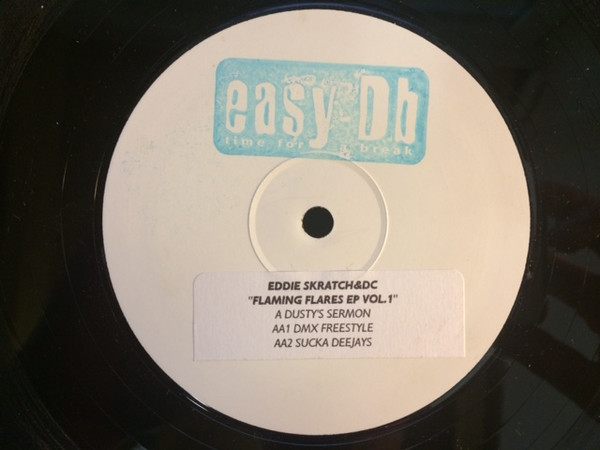 easy-Db
time for a break
EDDIE SKRATCH&DC
"FLAMING FLARES EP VOL.1"
A DUSTY'S SERMON
AA1 DMX FREESTYLE
AA2 SUCKA DEEJAYS